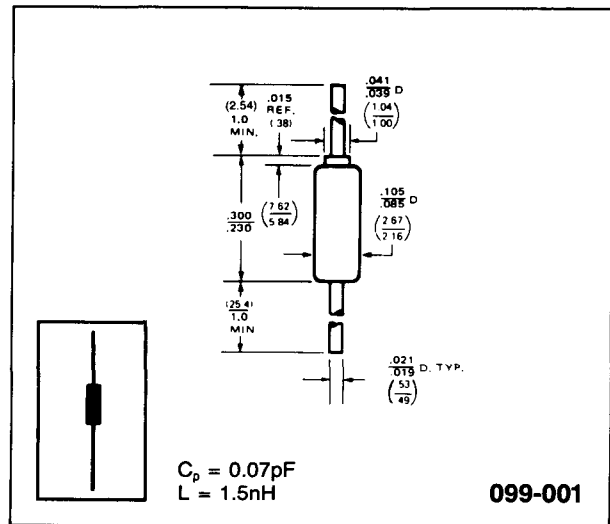 (2.54)
1.0
MIN.
.015
REF.
(.38)
.041
.039 D
(1.04
1.00)
.300
.230
(7.62
5.84)
.105
.085 D
(2.67
2.16)
(25.4)
1.0
MIN
.021
.019 D. TYP.
(53
49)
Cp = 0.07pF
L = 1.5nH
099-001